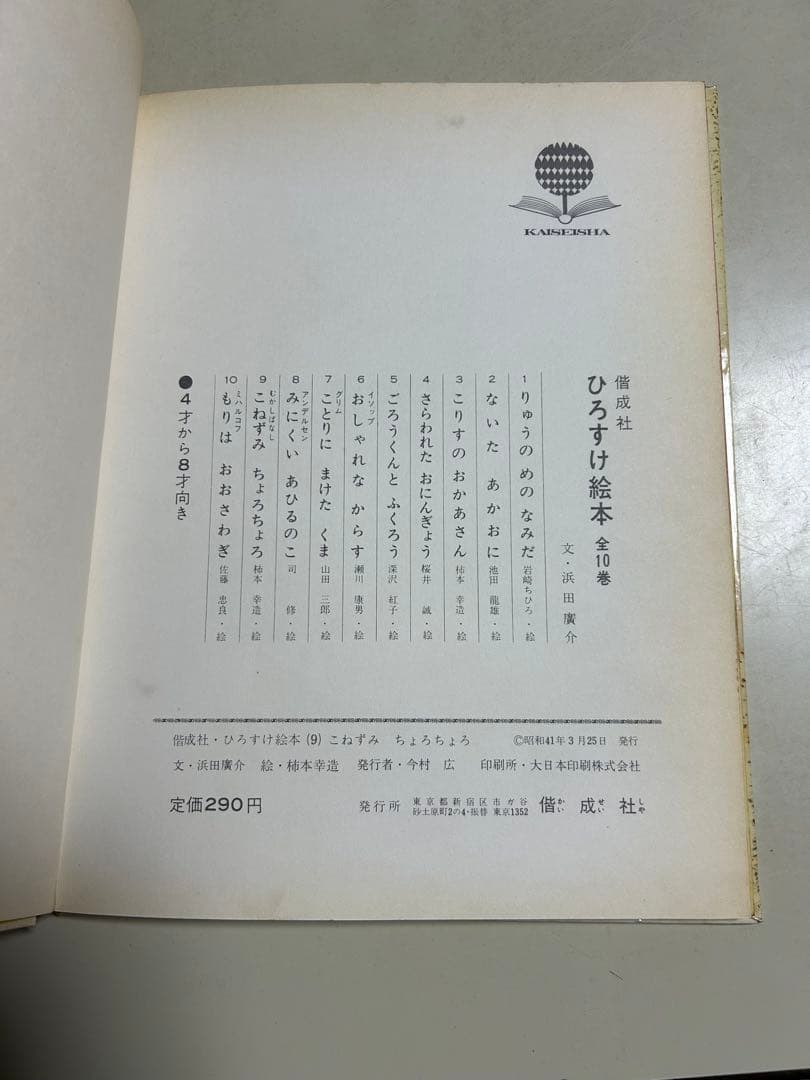 KAISEISHA
偕成社
ひろすけ絵本 全10巻
文・浜田廣介
1 りゅうの めの なみだ 岩崎ちひろ・絵
2 ないた あかおに 池田 龍雄・絵
3 こりすの おかあさん 柿本 幸造・絵
4 さらわれた おにんぎょう 桜井 誠・絵
5 ごろうくんと ふくろう 深沢 紅子・絵
イソップ
6 おしゃれな からす 瀬川 康男・絵
グリム
7 ことりに まけた くま 山田 三郎・絵
アンデルセン
8 みにくい あひるのこ 司 修・絵
むかしばなし
9 こねずみ ちょろちょろ 柿本 幸造・絵
ミハルコフ
10 もりは おおさわぎ 佐藤 忠良・絵
●4才から8才向き
偕成社・ひろすけ絵本(9) こねずみ ちょろちょろ ©昭和41年3月25日 発行
文・浜田廣介 絵・柿本幸造 発行者・今村 広 印刷所・大日本印刷株式会社
定価290円 発行所 東京都新宿区市ガ谷 偕成社 かいせいしゃ
砂土原町2の4・振替 東京1352